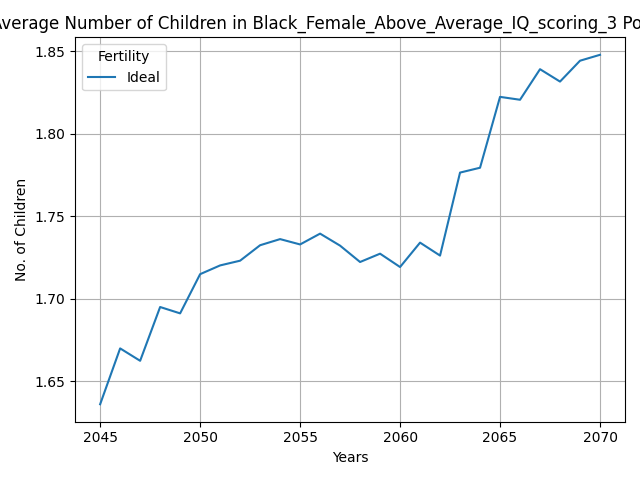 Average Number of Children in Black_Female_Above_Average_IQ_scoring_3
Fertility
Ideal
No. of Children
1.85
1.80
1.75
1.70
1.65
2045 2050 2055 2060 2065 2070
Years